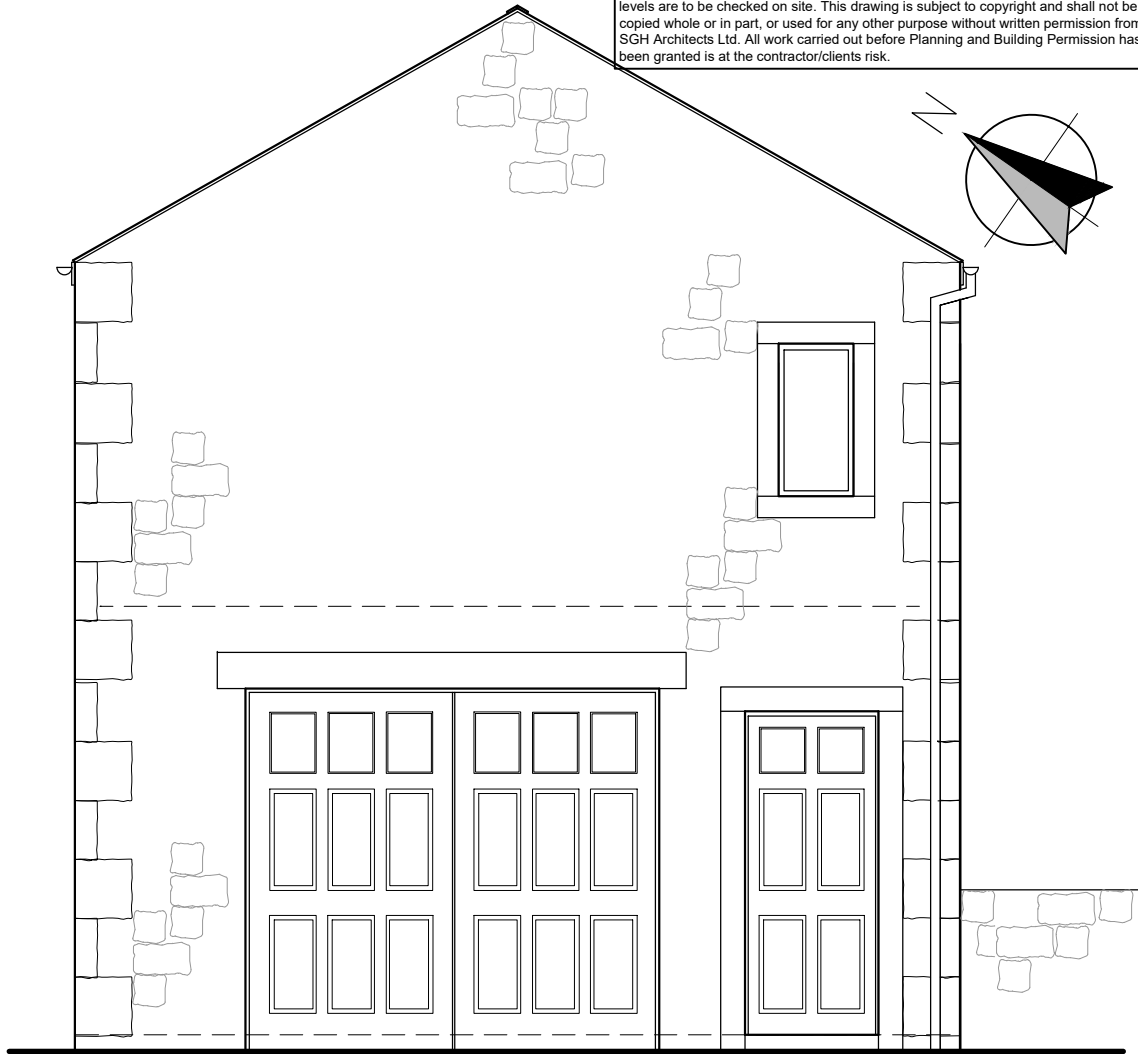 levels are to be checked on site. This drawing is subject to copyright and shall not be
copied whole or in part, or used for any other purpose without written permission from
SGH Architects Ltd. All work carried out before Planning and Building Permission has
been granted is at the contractor/clients risk.
N